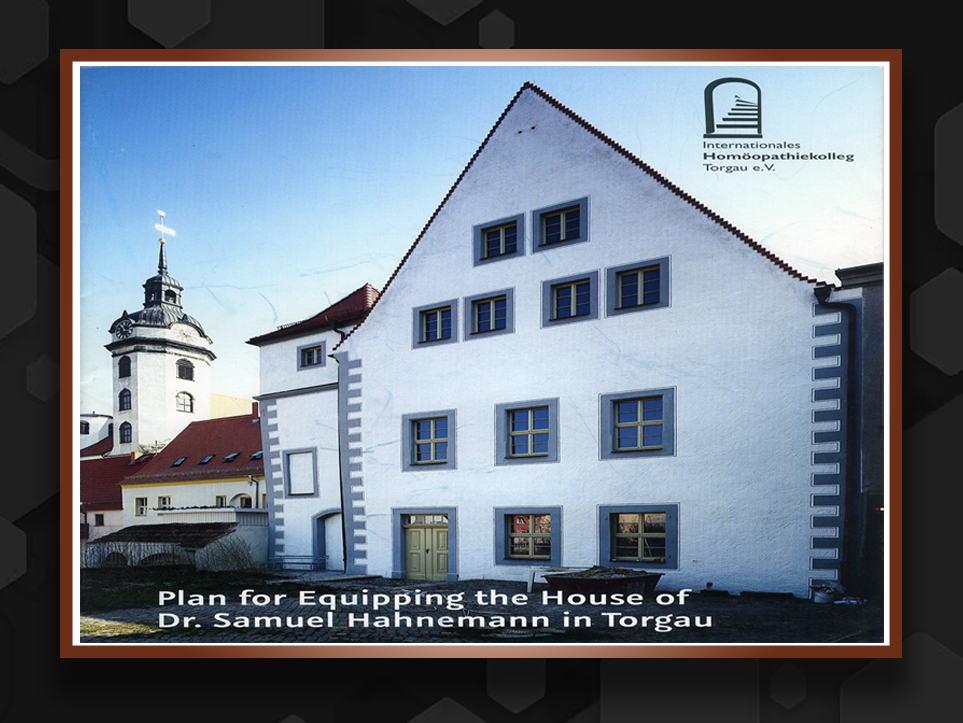 Internationales
Homöopathiekolleg
Torgau e.V.
Plan for Equipping the House of
Dr. Samuel Hahnemann in Torgau